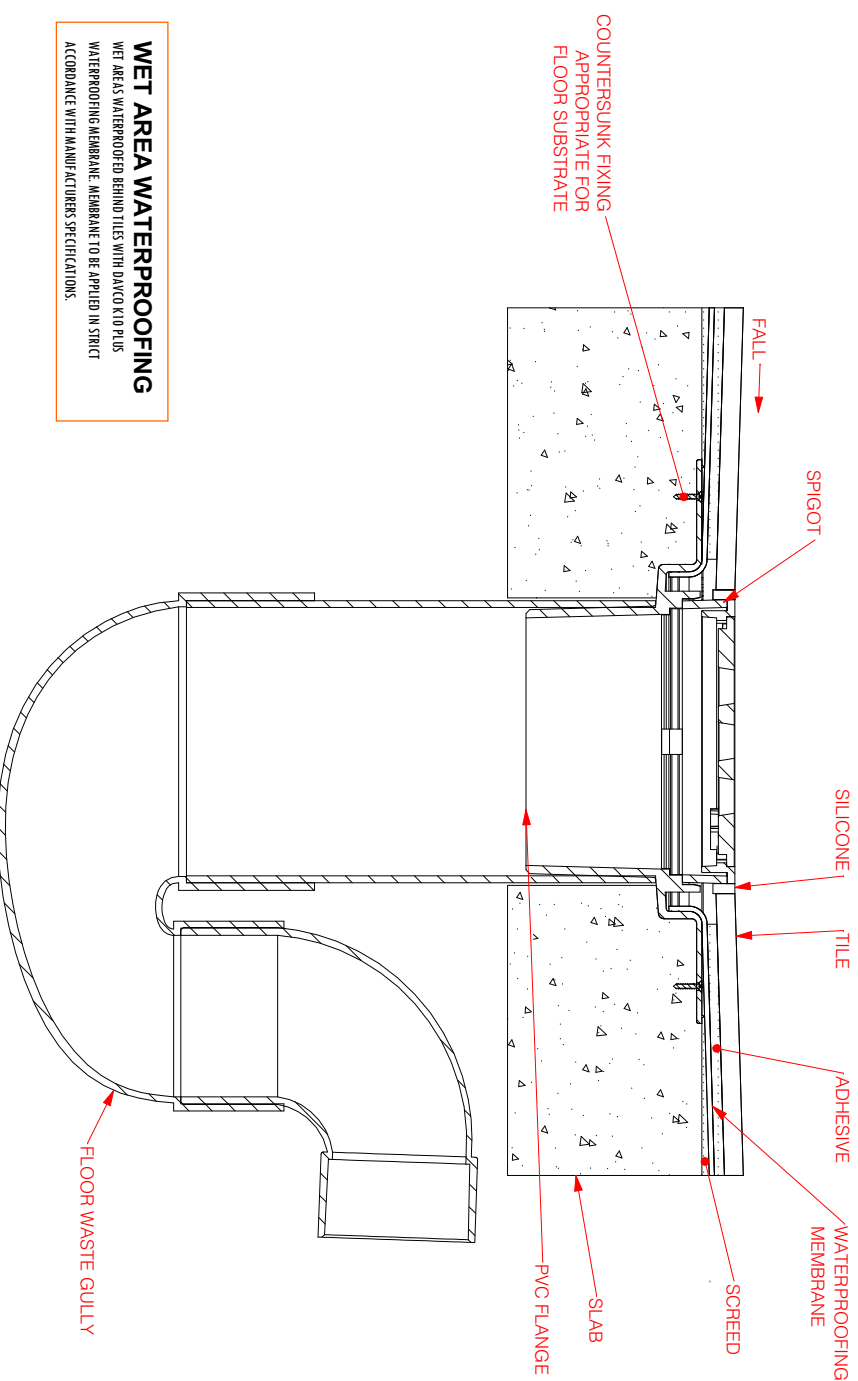 COUNTERSUNK FIXING
APPROPRIATE FOR
FLOOR SUBSTRATE
FALL
SPIGOT
SILICONE
TILE
ADHESIVE
WATERPROOFING
MEMBRANE
SCREED
SLAB
PVC FLANGE
FLOOR WASTE GULLY
WET AREA WATERPROOFING
WET AREAS WATERPROOFED BEHIND TILES WITH DAVCO K10 PLUS
WATERPROOFING MEMBRANE. MEMBRANE TO BE APPLIED IN STRICT
ACCORDANCE WITH MANUFACTURERS SPECIFICATIONS.